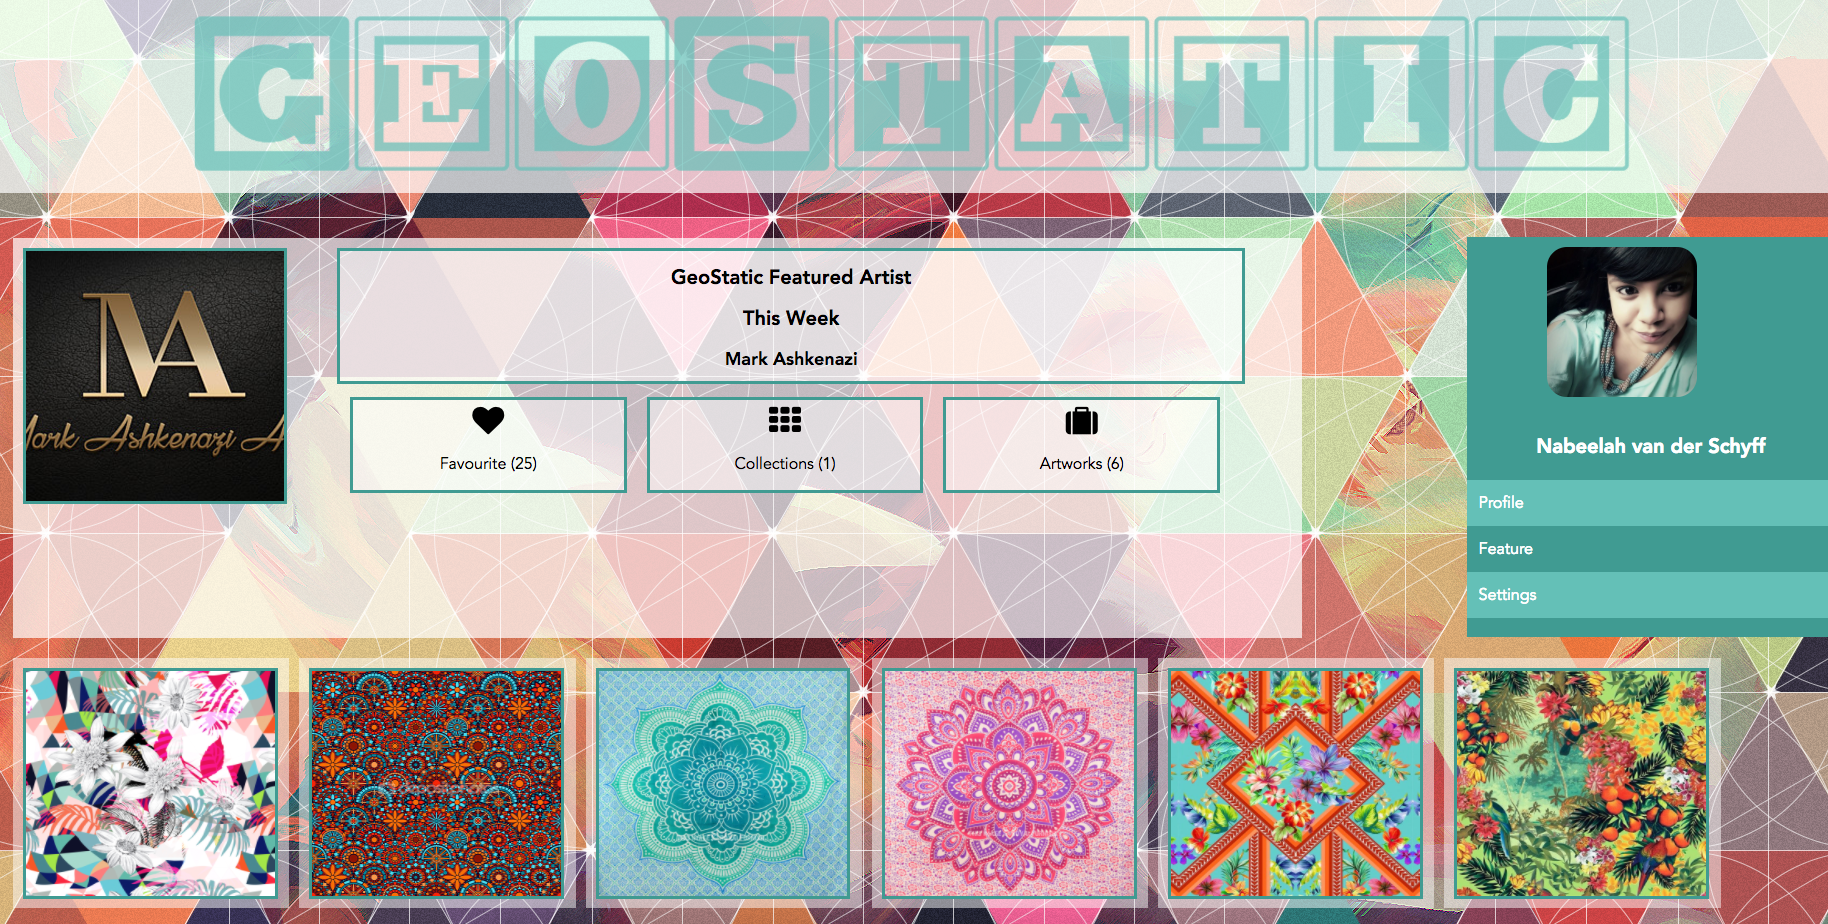 GEOSTATIC
MA
Mark Ashkenazi A
GeoStatic Featured Artist
This Week
Mark Ashkenazi
Favourite (25)
Collections (1)
Artworks (6)
Nabeelah van der Schyff
Profile
Feature
Settings